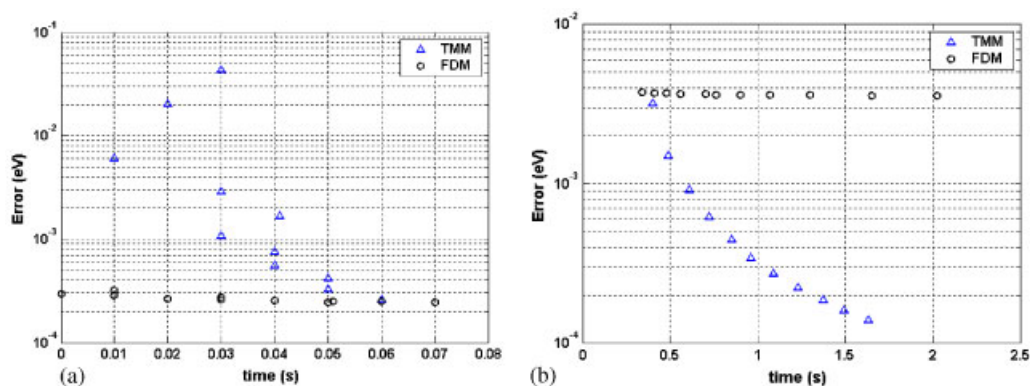 10^-1
10^-2
10^-3
10^-4
Error (eV)
TMM
FDM
0 0.01 0.02 0.03 0.04 0.05 0.06 0.07 0.08
(a) time (s)
10^-2
10^-3
10^-4
Error (eV)
TMM
FDM
0 0.5 1 1.5 2 2.5
(b) time (s)